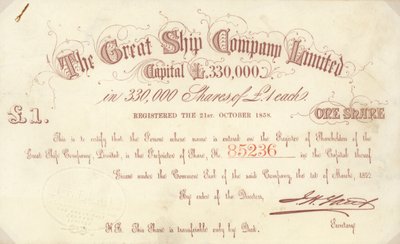 The Great Ship Company Limited
Capital £.330,000.
in 330,000 Shares, of £1 each.
REGISTERED THE 21st. OCTOBER 1858.
£1. ONE SHARE
This is to certify that the Person whose name is entered on the Register of Shareholders of the
Great Ship Company, Limited, is the Proprietor of Share, No. 85236 in the Capital thereof
Given under the Common Seal of the said Company the 1st of March,
By order of the Directors,
Secretary
N.B. This Share is transferable only by Deed.